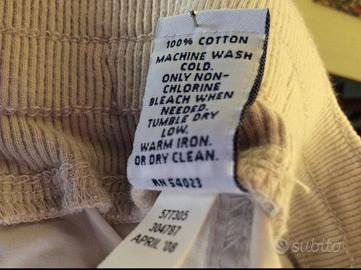 100% COTTON
MACHINE WASH
COLD.
ONLY NON-
CHLORINE
BLEACH WHEN
NEEDED.
TUMBLE DRY
LOW.
WARM IRON.
OR DRY CLEAN.
RN 54023
577305
304787
APRIL '08
subito